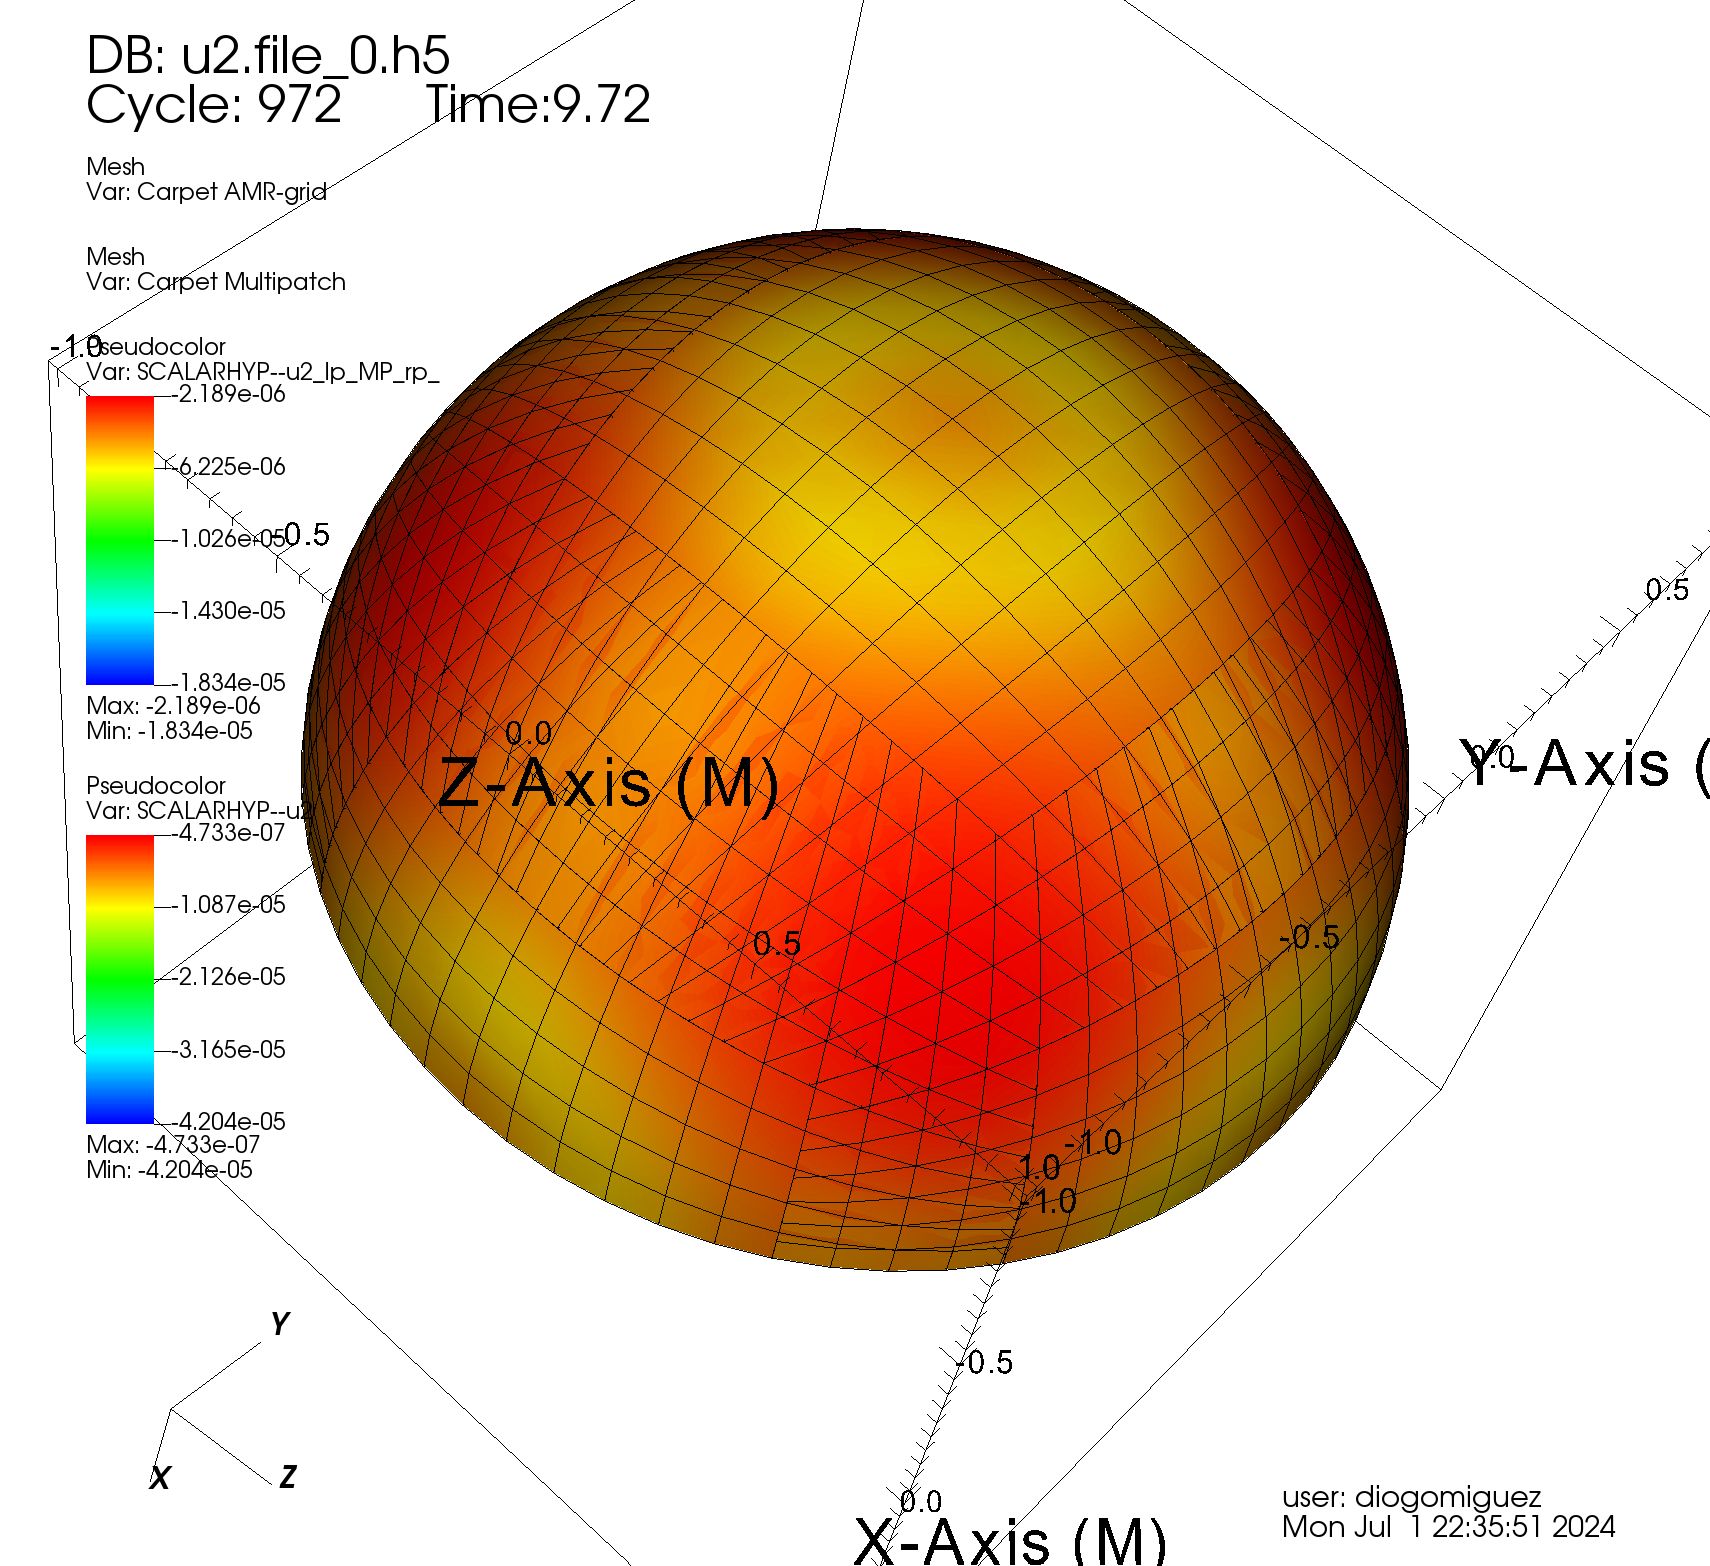 DB: u2.file_0.h5
Cycle: 972 Time:9.72
Mesh
Var: Carpet AMR-grid
Mesh
Var: Carpet Multipatch
-1.0
Pseudocolor
Var: SCALARHYP--u2_lp_MP_rp_
-2.189e-06
-6.225e-06
-1.026e-05
-1.430e-05
-1.834e-05
Max: -2.189e-06
Min: -1.834e-05
Pseudocolor
Var: SCALARHYP--u2
-4.733e-07
-1.087e-05
-2.126e-05
-3.165e-05
-4.204e-05
Max: -4.733e-07
Min: -4.204e-05
-0.5
0.0
Z-Axis (M)
0.5
1.0
0.5
0.0
Y-Axis (
-0.5
-1.0
-1.0
-0.5
0.0
X-Axis (M)
Y
X
Z
user: diogomiguez
Mon Jul 1 22:35:51 2024